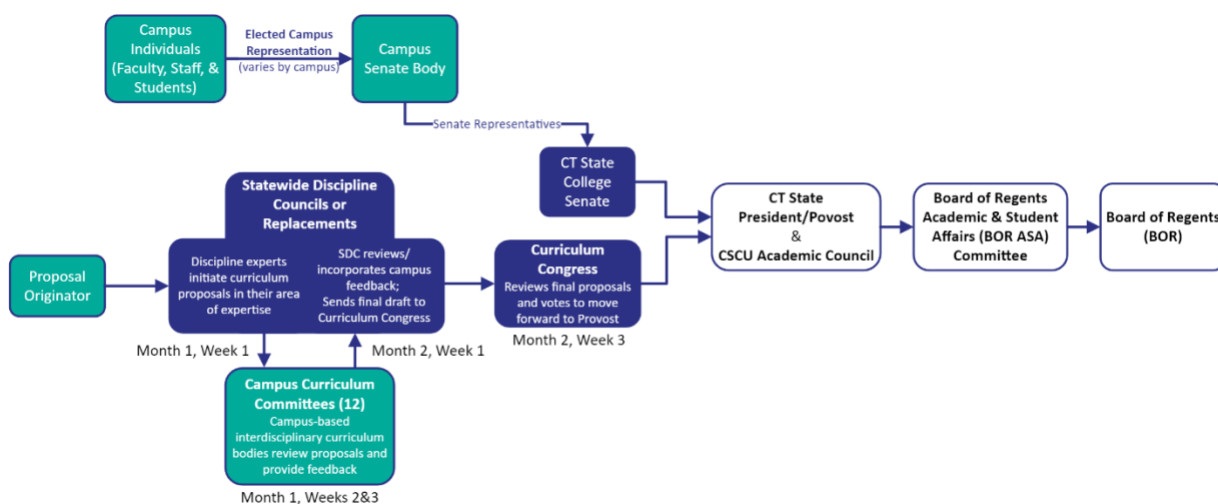 Campus
Individuals
(Faculty, Staff, &
Students)
Elected Campus
Representation
(varies by campus)
Campus
Senate Body
Senate Representatives
CT State
College
Senate
Statewide Discipline
Councils or
Replacements
Proposal
Originator
Discipline experts
initiate curriculum
proposals in their area
of expertise
SDC reviews/
incorporates campus
feedback;
Sends final draft to
Curriculum Congress
Curriculum
Congress
Reviews final proposals
and votes to move
forward to Provost
CT State
President/Povost
&
CSCU Academic Council
Board of Regents
Academic & Student
Affairs (BOR ASA)
Committee
Board of Regents
(BOR)
Month 1, Week 1
Month 2, Week 1
Month 2, Week 3
Campus Curriculum
Committees (12)
Campus-based
interdisciplinary curriculum
bodies review proposals and
provide feedback
Month 1, Weeks 2&3